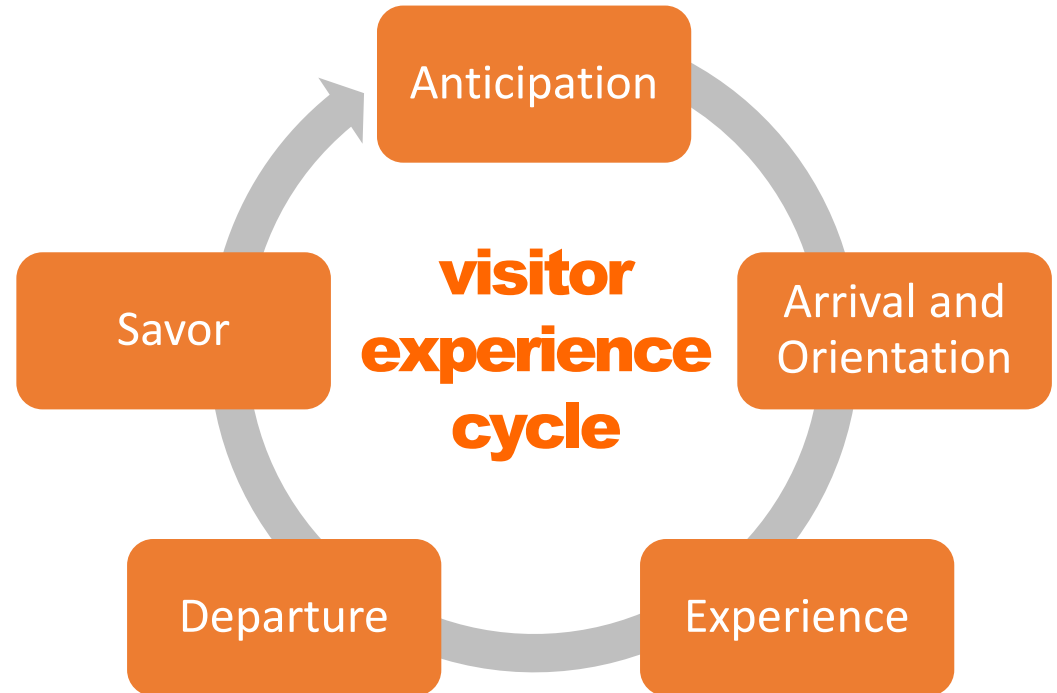 Anticipation
Arrival and
Orientation
Experience
Departure
Savor
visitor
experience
cycle